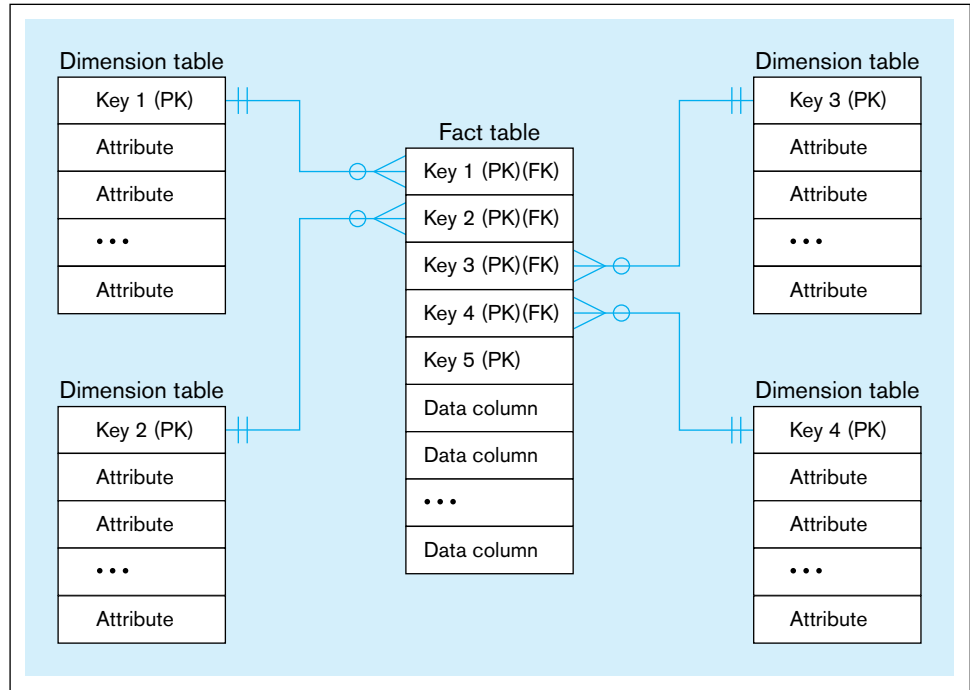 Dimension table
Key 1 (PK)
Attribute
Attribute
•••
Attribute
Dimension table
Key 2 (PK)
Attribute
Attribute
•••
Attribute
Fact table
Key 1 (PK)(FK)
Key 2 (PK)(FK)
Key 3 (PK)(FK)
Key 4 (PK)(FK)
Key 5 (PK)
Data column
Data column
•••
Data column
Dimension table
Key 3 (PK)
Attribute
Attribute
•••
Attribute
Dimension table
Key 4 (PK)
Attribute
Attribute
•••
Attribute